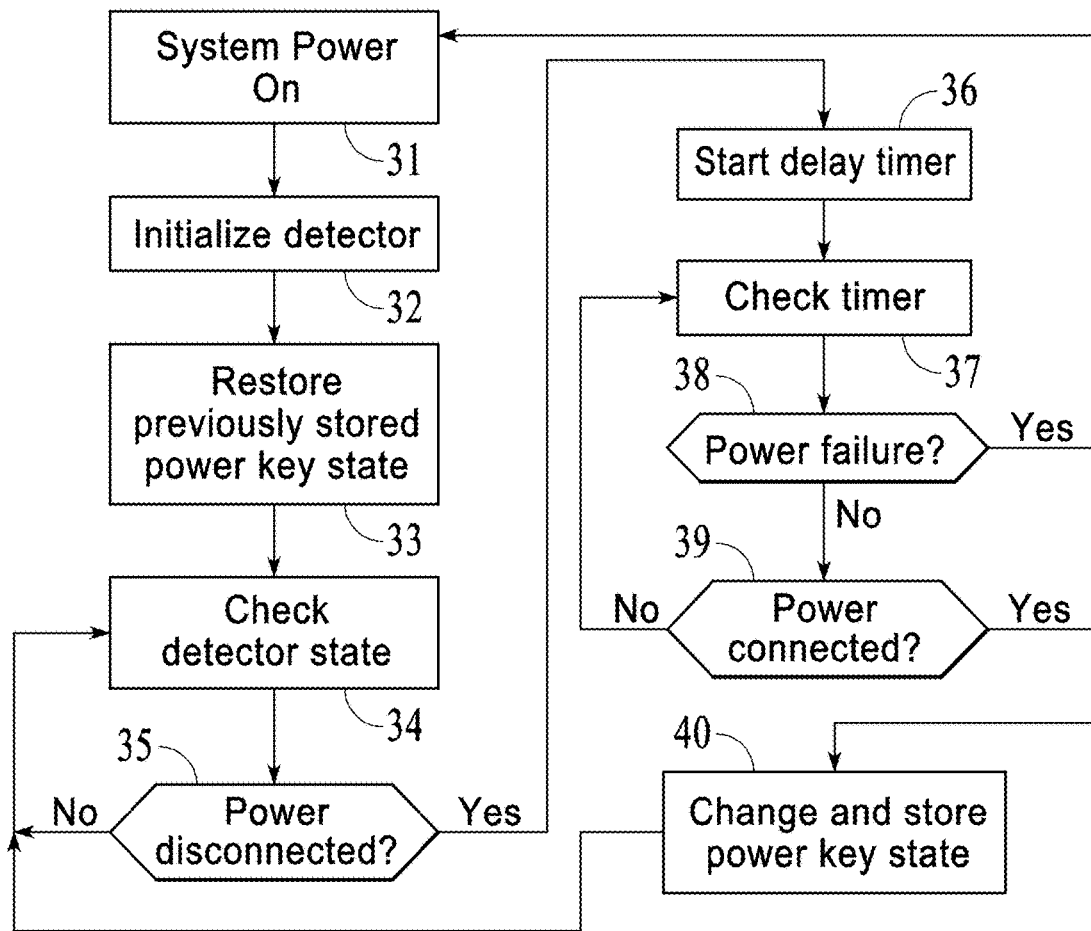 System Power
On
31
Initialize detector
32
Restore
previously stored
power key state
33
Check
detector state
34
35
Power
disconnected?
No
Yes
36
Start delay timer
Check timer
37
38
Power failure?
Yes
No
39
Power
connected?
No
Yes
40
Change and store
power key state